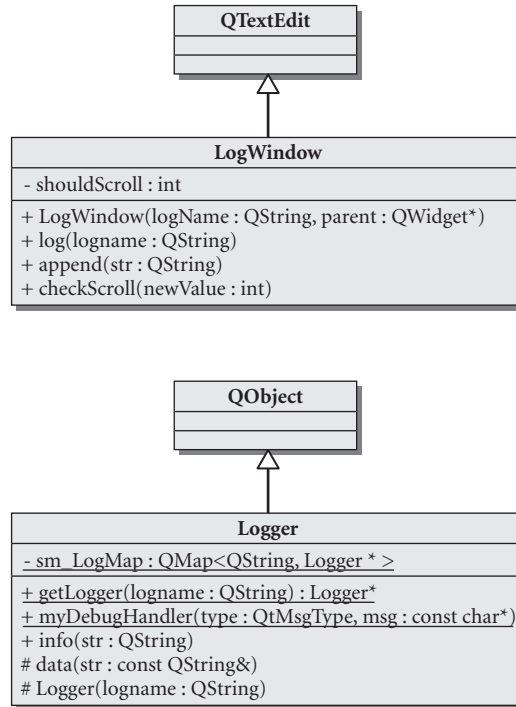 QTextEdit
LogWindow
- shouldScroll : int
+ LogWindow(logName : QString, parent : QWidget*)
+ log(logname : QString)
+ append(str : QString)
+ checkScroll(newValue : int)
QObject
Logger
- sm_LogMap : QMap<QString, Logger * >
+ getLogger(logname : QString) : Logger*
+ myDebugHandler(type : QtMsgType, msg : const char*)
+ info(str : QString)
# data(str : const QString&)
# Logger(logname : QString)